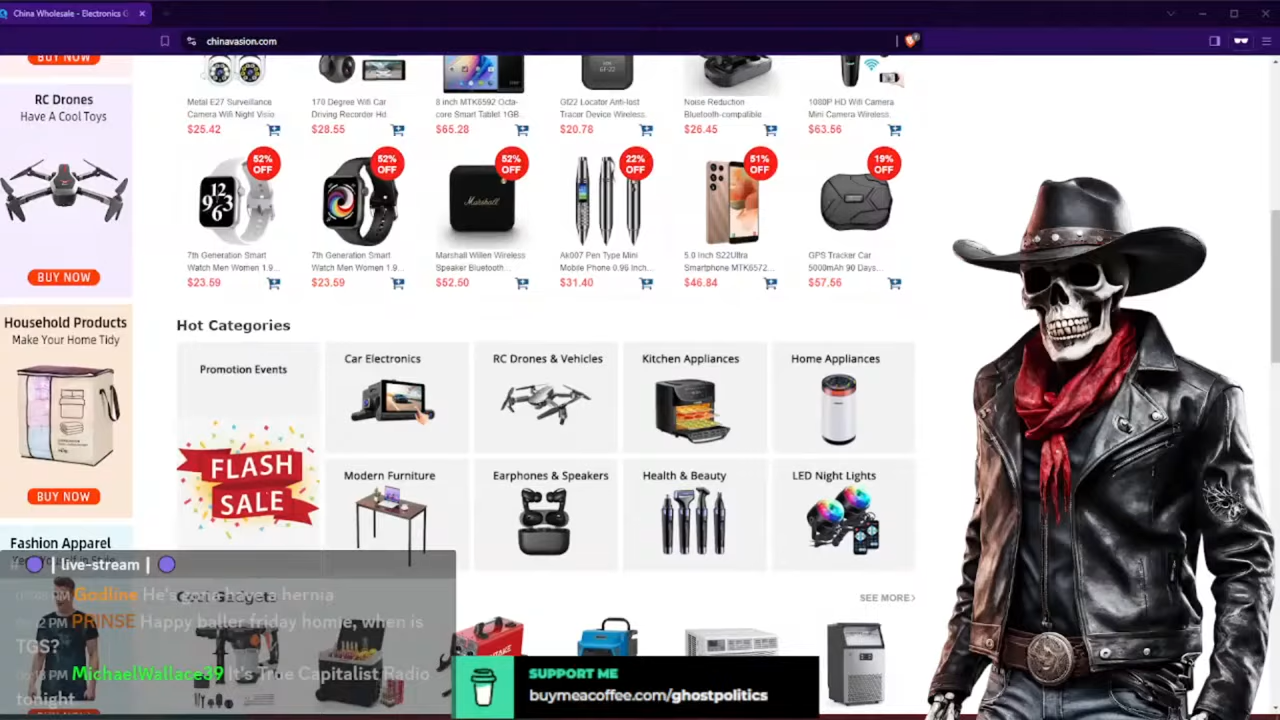 China Wholesale - Electronics G
chinavasion.com
BUY NOW
RC Drones
Have A Cool Toys
BUY NOW
Household Products
Make Your Home Tidy
BUY NOW
Fashion Apparel
Metal E27 Surveillance
Camera Wifi Night Visio
$25.42
170 Degree Wifi Car
Driving Recorder Hd
$28.55
8 inch MTK6592 Octa-
core Smart Tablet 1GB...
$65.28
Gf22 Locator Anti-lost
Tracer Device Wireless...
$20.78
Noise Reduction
Bluetooth-compatible
$26.45
1080P HD Wifi Camera
Mini Camera Wireless...
$63.56
52%
OFF
52%
OFF
52%
OFF
22%
OFF
51%
OFF
19%
OFF
Marshall
7th Generation Smart
Watch Men Women 1.9...
$23.59
7th Generation Smart
Watch Men Women 1.9...
$23.59
Marshall Willen Wireless
Speaker Bluetooth...
$52.50
Ak007 Pen Type Mini
Mobile Phone 0.96 Inch...
$31.40
5.0 Inch S22Ultra
Smartphone MTK6572...
$46.84
GPS Tracker Car
5000mAh 90 Days...
$57.56
Hot Categories
Promotion Events
FLASH
SALE
Car Electronics
RC Drones & Vehicles
Kitchen Appliances
Home Appliances
Modern Furniture
Earphones & Speakers
Health & Beauty
LED Night Lights
SEE MORE>
# | live-stream |
Godline He's gona have a hernia
PRINSE Happy baller friday homie, when is
TGS?
MichaelWallace39 It's True Capitalist Radio
tonight
SUPPORT ME
buymeacoffee.com/ghostpolitics